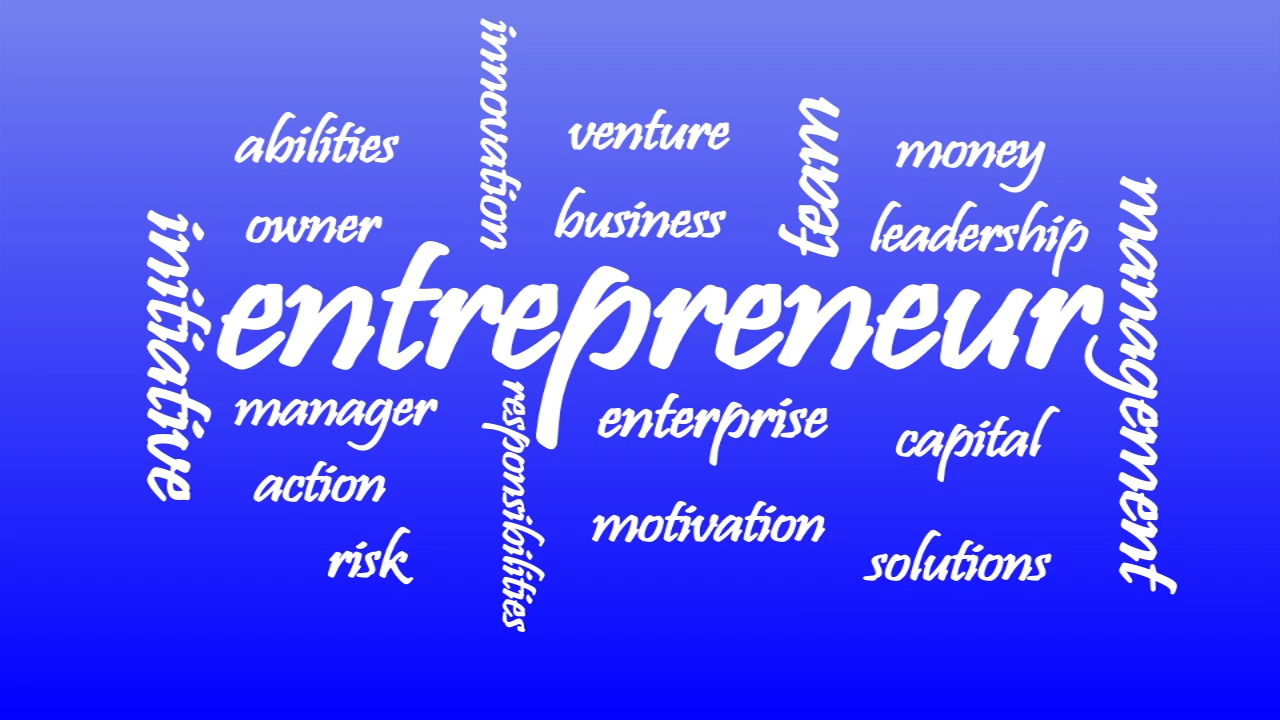 innovation
abilities
venture
team
money
initiative
owner
business
leadership
management
entrepreneur
manager
responsibilities
enterprise
capital
action
motivation
risk
solutions